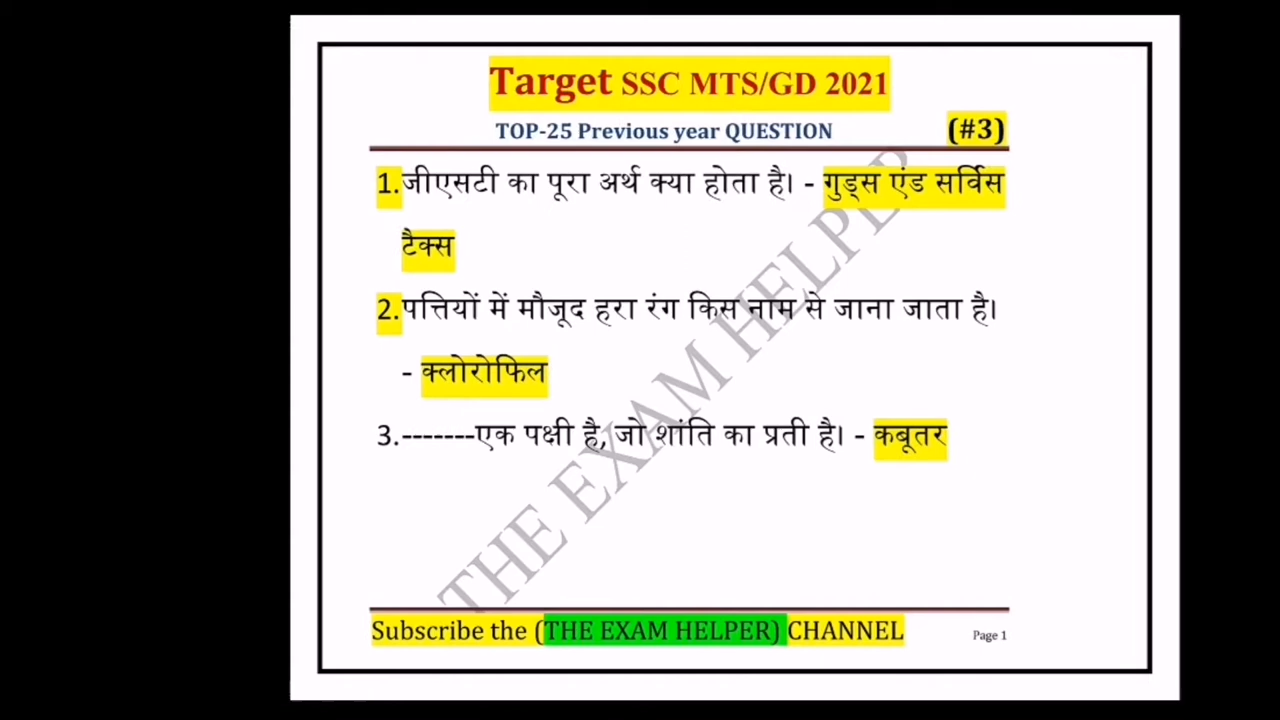 Target SSC MTS/GD 2021
TOP-25 Previous year QUESTION (#3)
1.जीएसटी का पूरा अर्थ क्या होता है। - गुड्स एंड सर्विस
टैक्स
2.पत्तियों में मौजूद हरा रंग किस नाम से जाना जाता है।
- क्लोरोफिल
3.-------एक पक्षी है, जो शांति का प्रती है। - कबूतर
THE EXAM HELPER
Subscribe the (THE EXAM HELPER) CHANNEL
Page 1